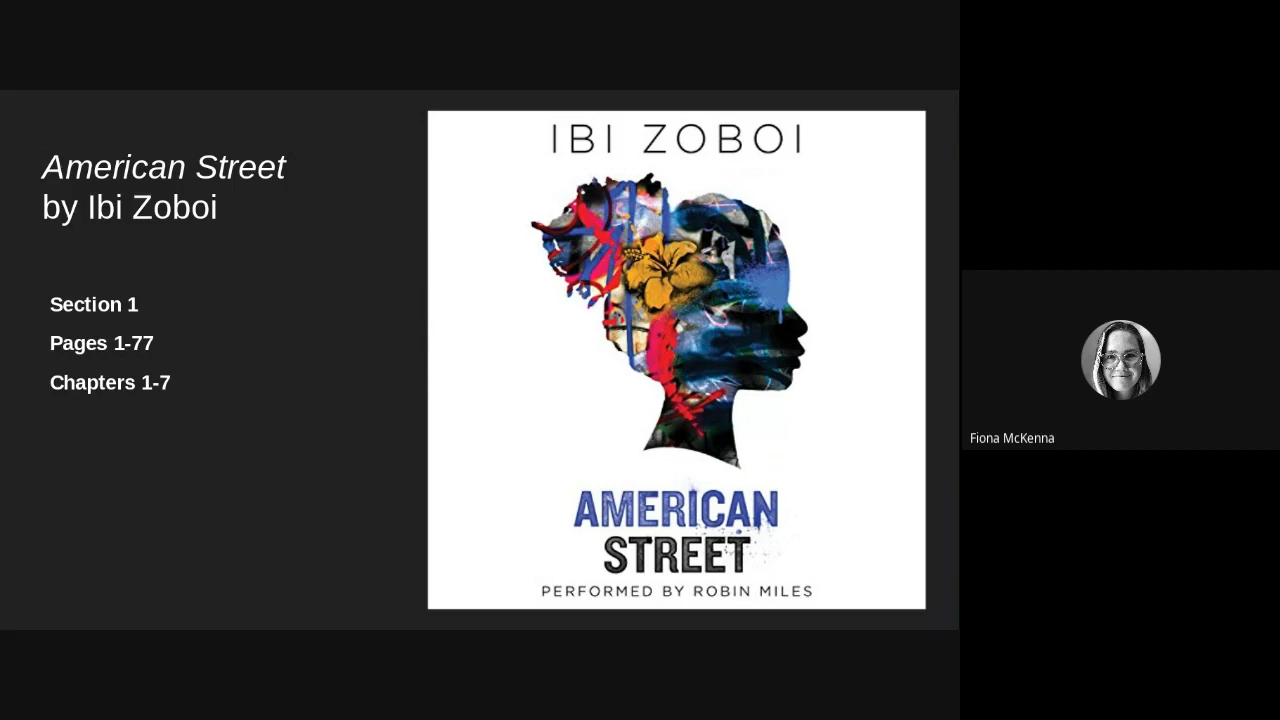 American Street
by Ibi Zoboi
Section 1
Pages 1-77
Chapters 1-7
IBI ZOBOI
AMERICAN
STREET
PERFORMED BY ROBIN MILES
Fiona McKenna